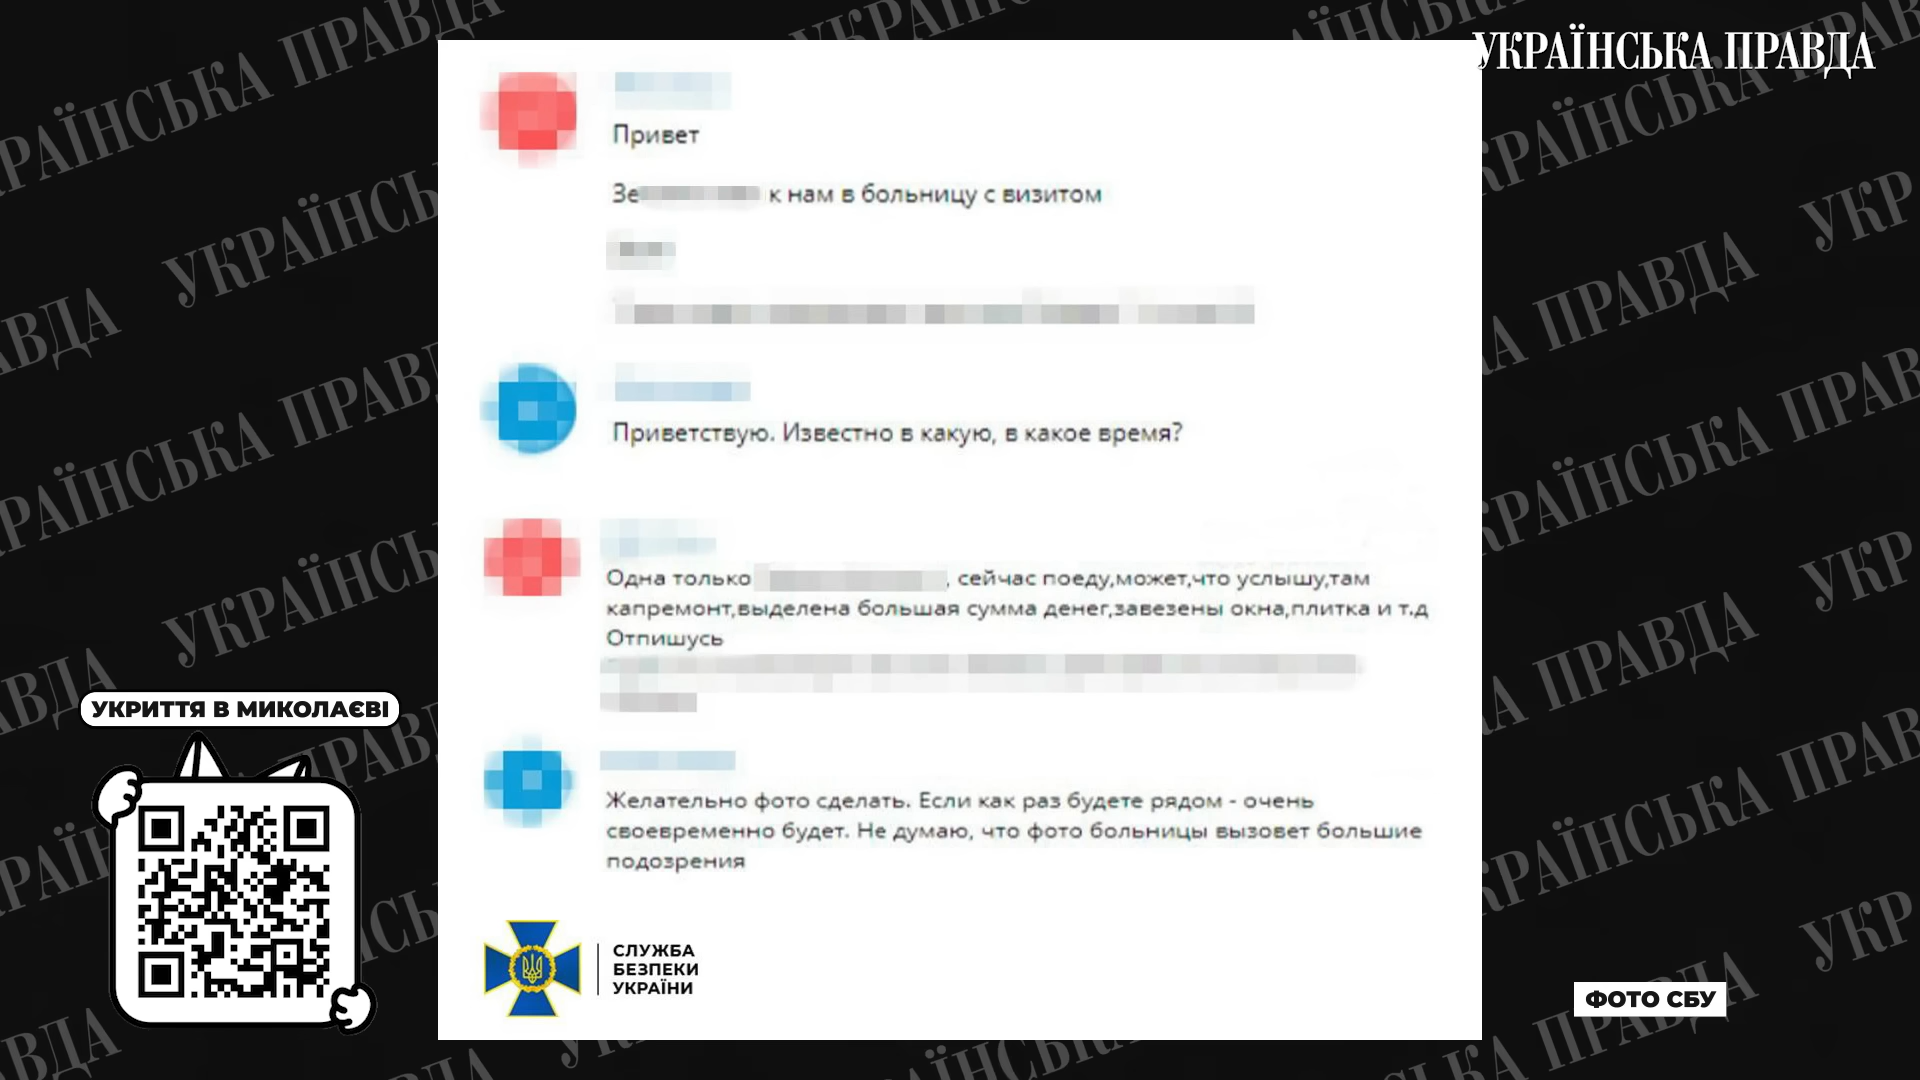 УКРАЇНСЬКА ПРАВДА
Привет
Зе к нам в больницу с визитом
Приветствую. Известно в какую, в какое время?
Одна только , сейчас поеду,может,что услышу,там
капремонт,выделена большая сумма денег,завезены окна,плитка и т.д
Отпишусь
Желательно фото сделать. Если как раз будете рядом - очень
своевременно будет. Не думаю, что фото больницы вызовет большие
подозрения
УКРИТТЯ В МИКОЛАЄВІ
СЛУЖБА
БЕЗПЕКИ
УКРАЇНИ
ФОТО СБУ